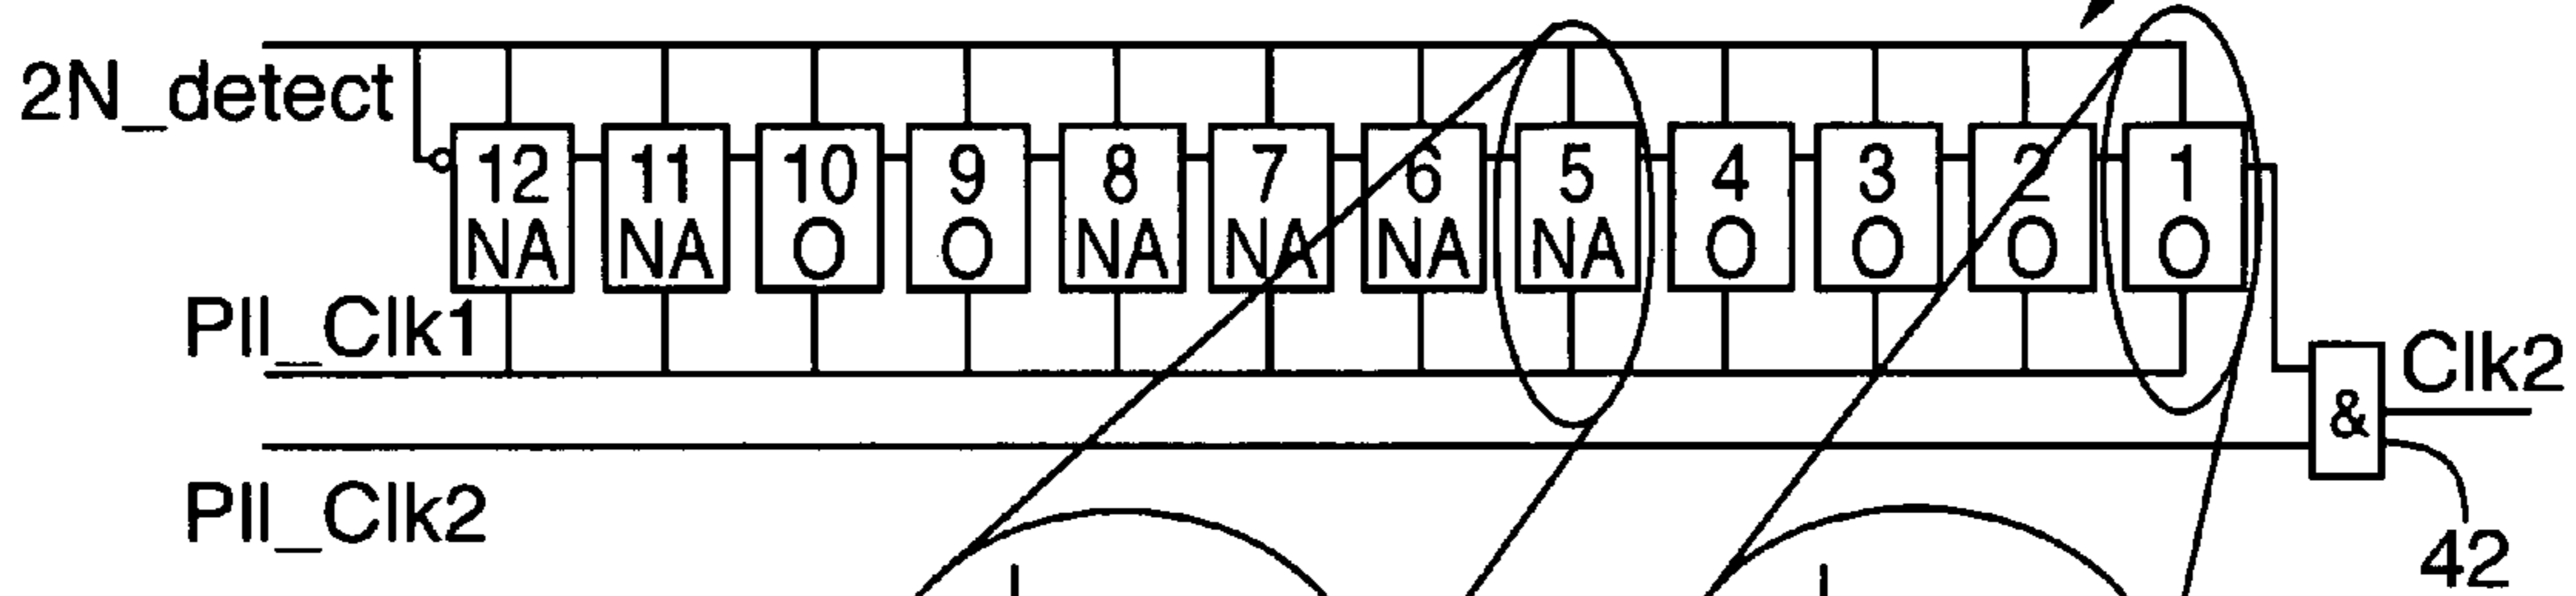 2N_detect
12 11 10 9 8 7 6 5 4 3 2 1
NA NA O O NA NA NA NA O O O O
Pll_Clk1
Clk2
&
Pll_Clk2
42